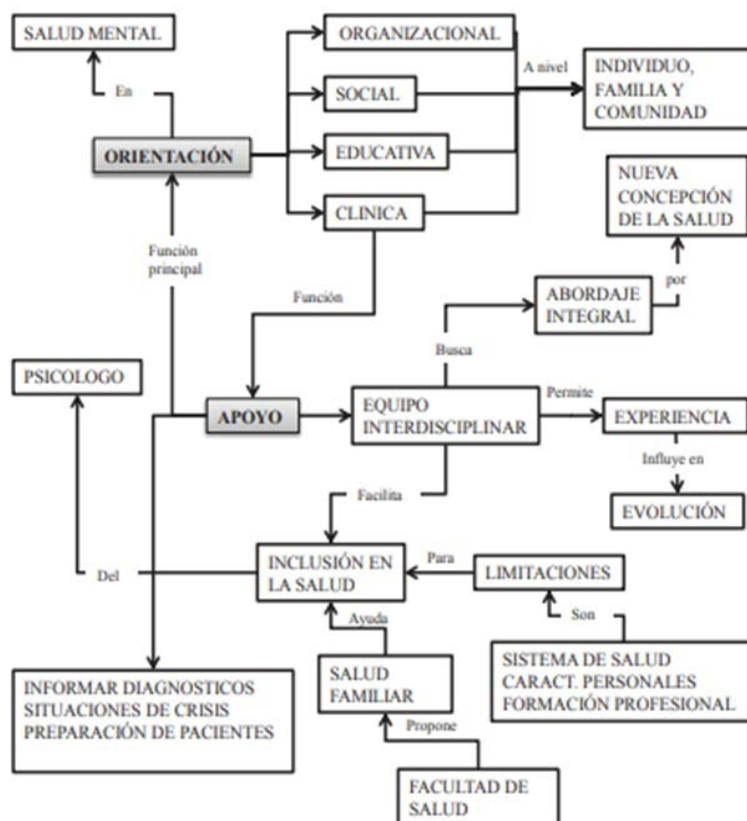 SALUD MENTAL
En
ORIENTACIÓN
ORGANIZACIONAL
SOCIAL
EDUCATIVA
CLINICA
A nivel
INDIVIDUO,
FAMILIA Y
COMUNIDAD
NUEVA
CONCEPCIÓN
DE LA SALUD
por
ABORDAJE
INTEGRAL
Función
principal
Función
Busca
PSICOLOGO
APOYO
EQUIPO
INTERDISCIPLINAR
Permite
EXPERIENCIA
Influye en
EVOLUCIÓN
Facilita
Del
INCLUSIÓN EN
LA SALUD
Para
LIMITACIONES
Son
SISTEMA DE SALUD
CARACT. PERSONALES
FORMACIÓN PROFESIONAL
Ayuda
SALUD
FAMILIAR
INFORMAR DIAGNOSTICOS
SITUACIONES DE CRISIS
PREPARACIÓN DE PACIENTES
Propone
FACULTAD DE
SALUD